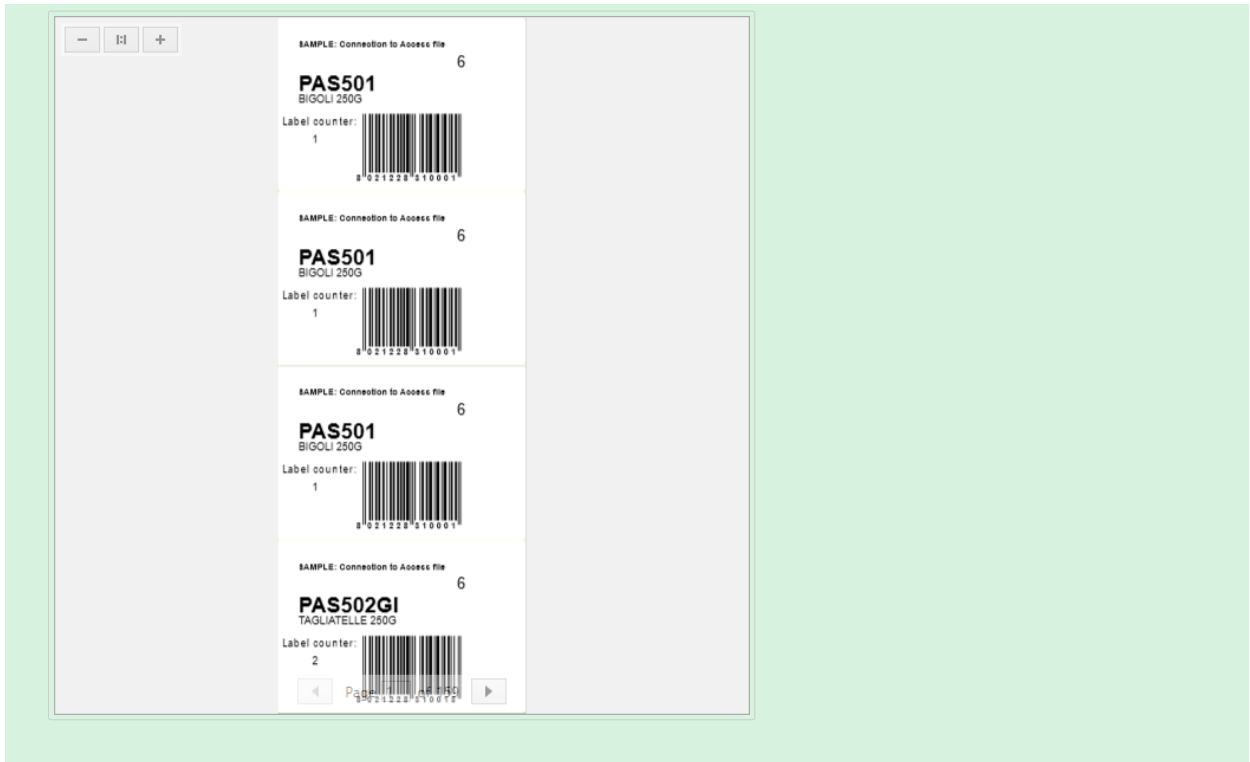 SAMPLE: Connection to Access file
6
PAS501
BIGOLI 250G
Label counter:
1
8 021228 310001
SAMPLE: Connection to Access file
6
PAS501
BIGOLI 250G
Label counter:
1
8 021228 310001
SAMPLE: Connection to Access file
6
PAS501
BIGOLI 250G
Label counter:
1
8 021228 310001
SAMPLE: Connection to Access file
6
PAS502GI
TAGLIATELLE 250G
Label counter:
2
Page 1 of 159